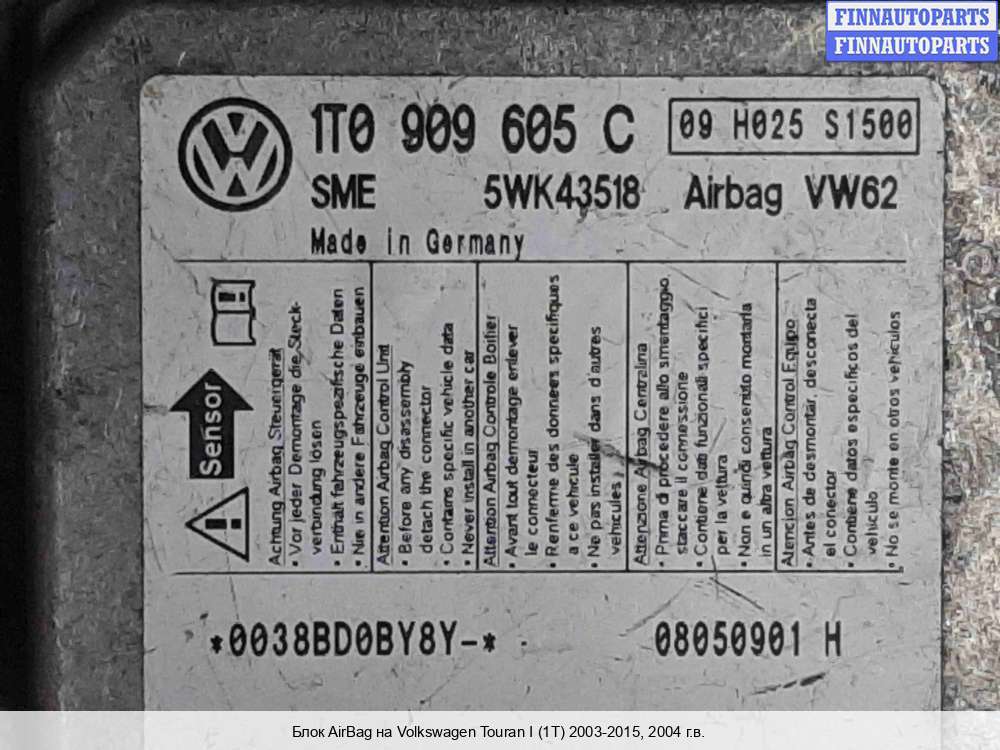 FINNAUTOPARTS
FINNAUTOPARTS
1T0 909 605 C
09 H025 S1500
SME 5WK43518 Airbag VW62
Made in Germany
Sensor
Achtung Airbag Steuergerät
• Vor jeder Demontage die Steck-
verbindung lösen
• Enthält fahrzeugspezifische Daten
• Nie in andere Fahrzeuge einbauen
Attention Airbag Control Unit
• Before any disassembly
detach the connector
• Contains specific vehicle data
• Never Install in another car
Attention Airbag Controle Boitier
• Avant tout demontage enlever
le connecteur
• Renferme des donnees specifiques
a ce vehicule
• Ne pas installer dans d'autres
vehicules
Attenzione Airbag Centralina
• Prima di procedere allo smontaggio,
staccare il connessione
• Contiene dati funzionali specifici
per la vettura
• Non e quindi consentito montarla
in un altra vettura
Atencion Airbag Control Equipo
• Antes de desmontar, desconecta
el conector
• Contiene datos especificos del
vehiculo
• No se monte en otros vehiculos
*0038BD0BY8Y-*
08050901 H
Блок AirBag на Volkswagen Touran I (1T) 2003-2015, 2004 г.в.